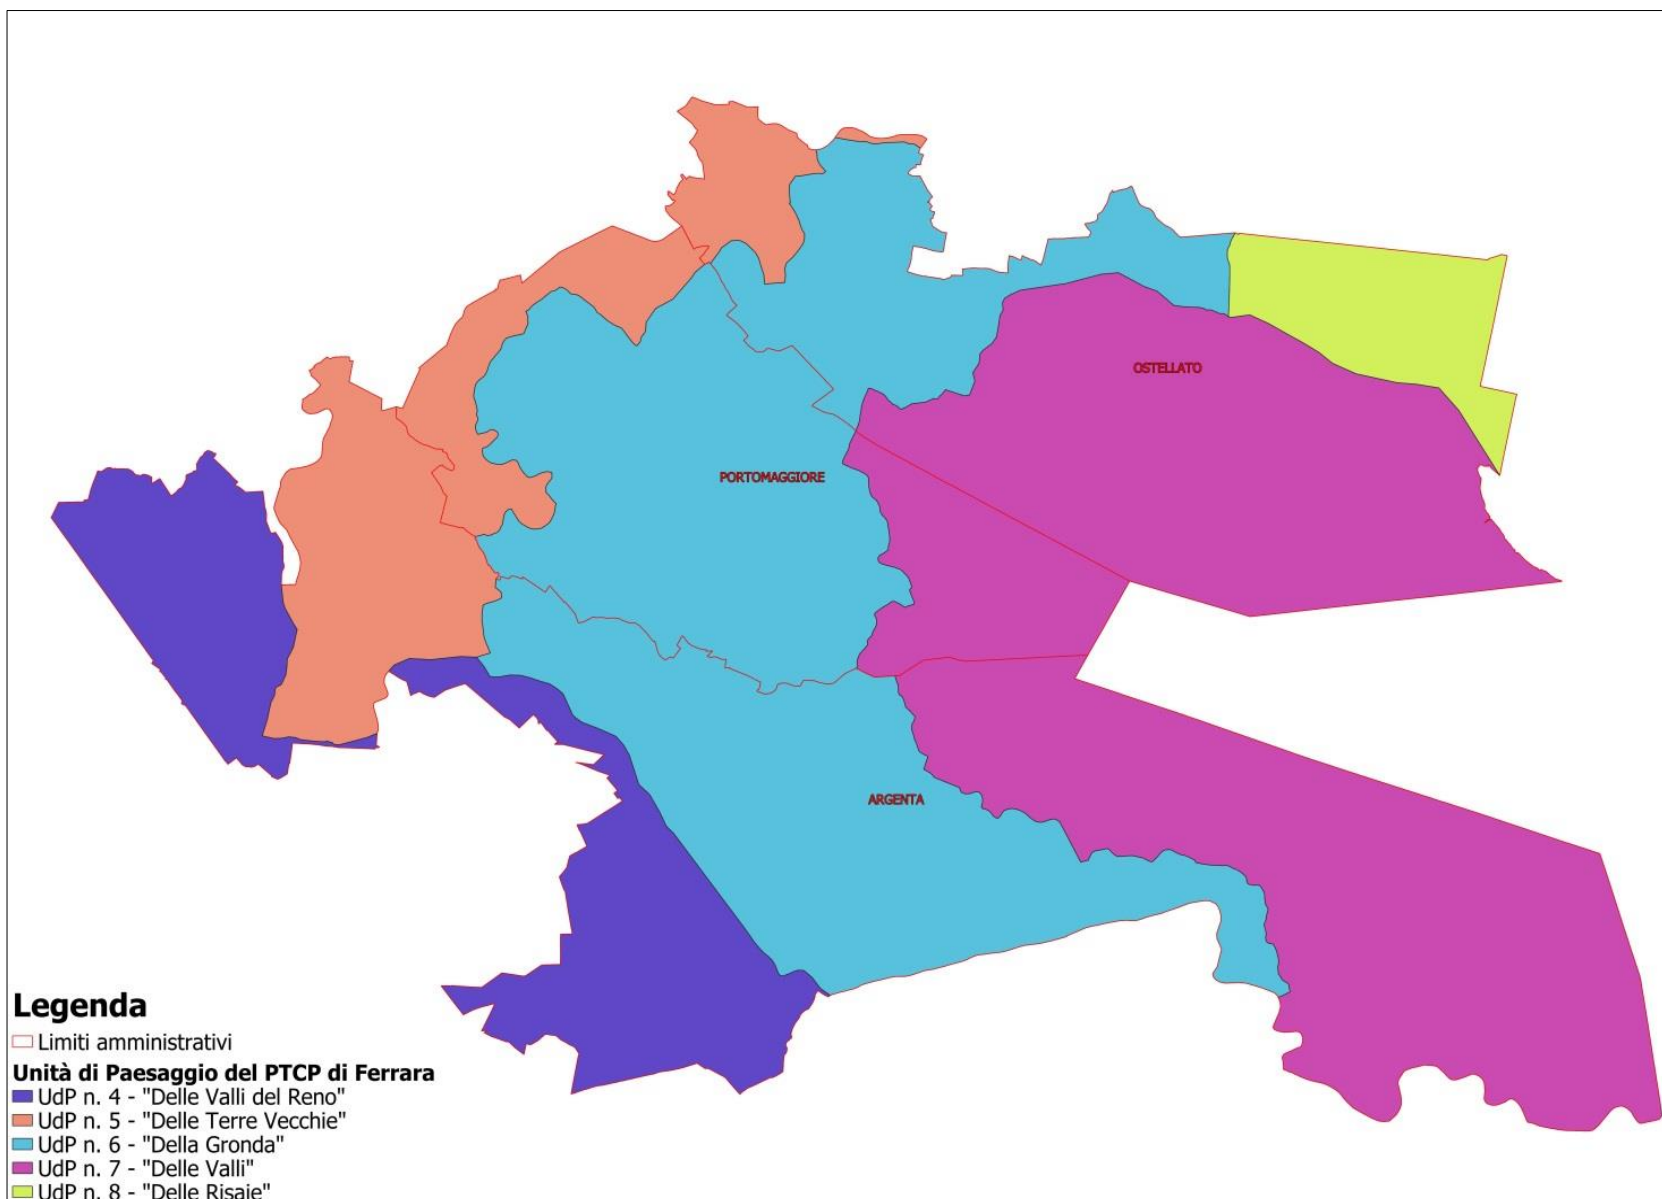 OSTELLATO
PORTOMAGGIORE
ARGENTA
Legenda
Limiti amministrativi
Unità di Paesaggio del PTCP di Ferrara
UdP n. 4 - "Delle Valli del Reno"
UdP n. 5 - "Delle Terre Vecchie"
UdP n. 6 - "Della Gronda"
UdP n. 7 - "Delle Valli"
UdP n. 8 - "Delle Risaie"